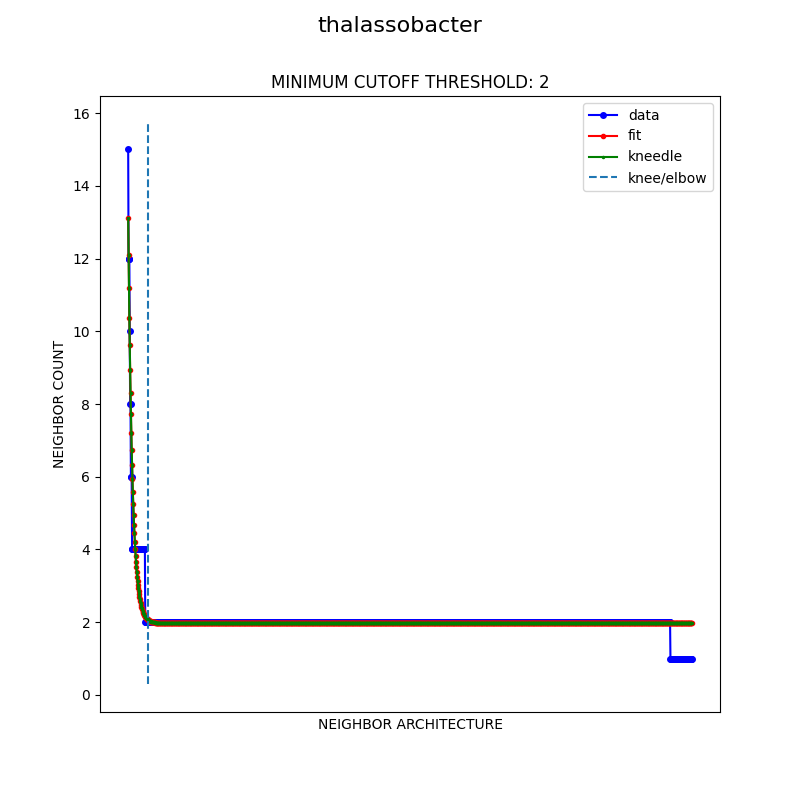 thalassobacter
MINIMUM CUTOFF THRESHOLD: 2
data
fit
kneedle
knee/elbow
16
14
12
10
8
6
4
2
0
NEIGHBOR COUNT
NEIGHBOR ARCHITECTURE